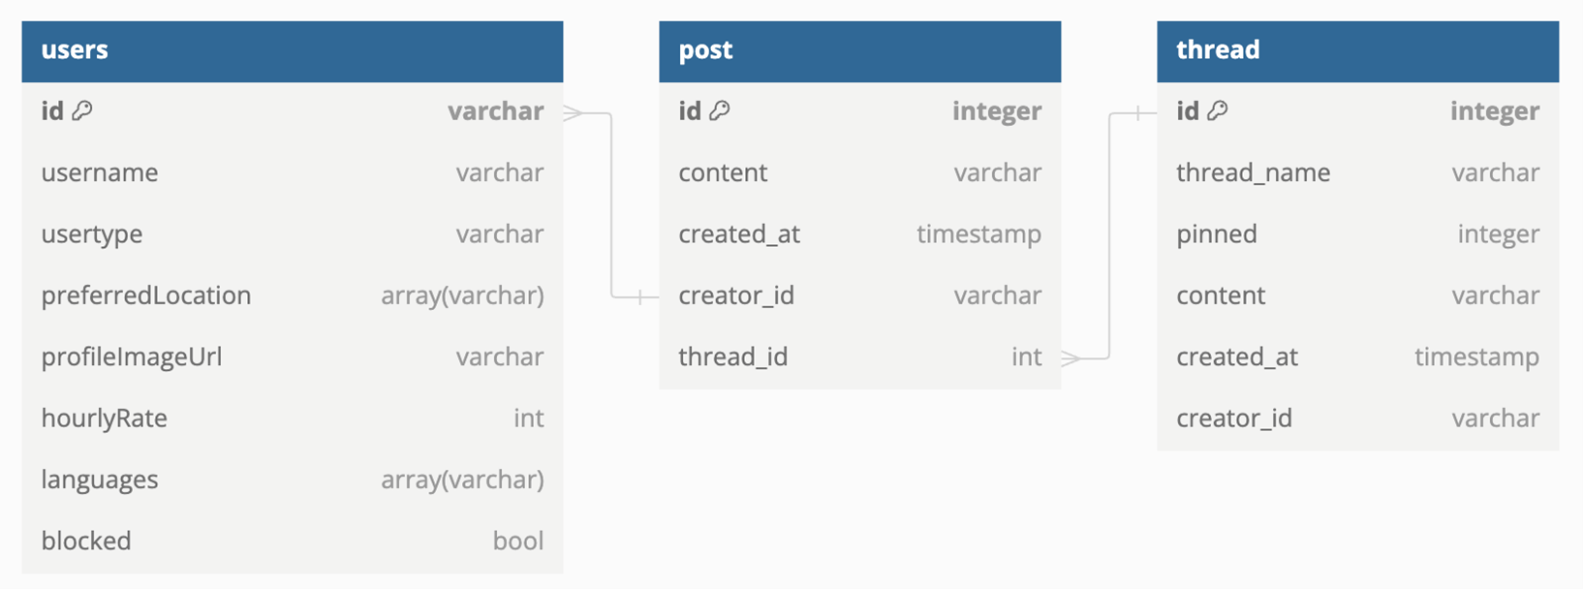 users
id varchar
username varchar
usertype varchar
preferredLocation array(varchar)
profileImageUrl varchar
hourlyRate int
languages array(varchar)
blocked bool
post
id integer
content varchar
created_at timestamp
creator_id varchar
thread_id int
thread
id integer
thread_name varchar
pinned integer
content varchar
created_at timestamp
creator_id varchar